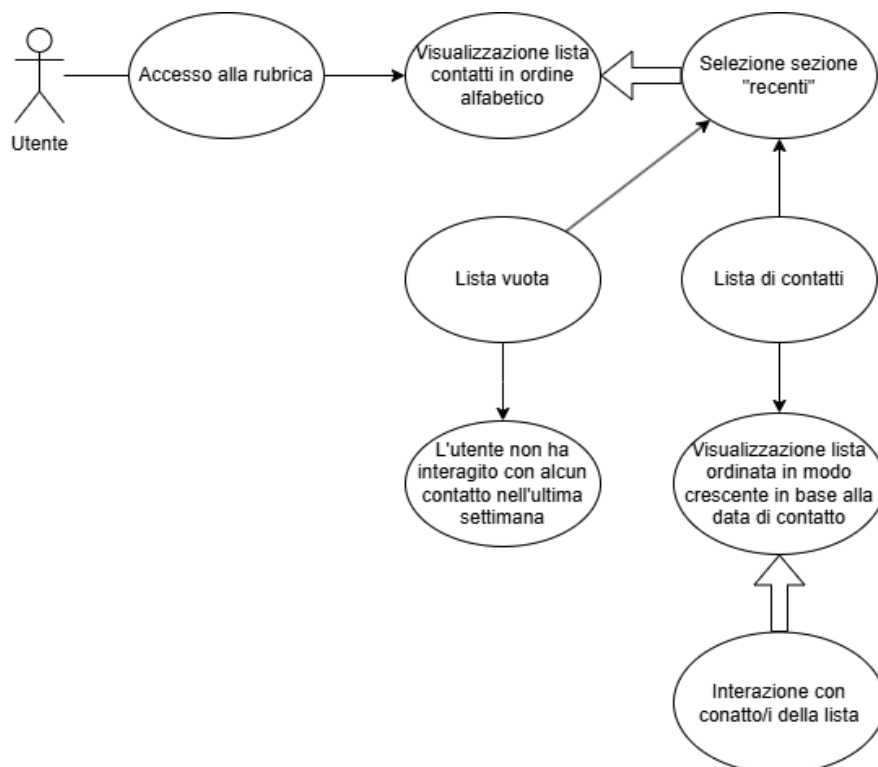 Utente
Accesso alla rubrica
Visualizzazione lista
contatti in ordine
alfabetico
Selezione sezione
"recenti"
Lista vuota
Lista di contatti
L'utente non ha
interagito con alcun
contatto nell'ultima
settimana
Visualizzazione lista
ordinata in modo
crescente in base alla
data di contatto
Interazione con
conatto/i della lista